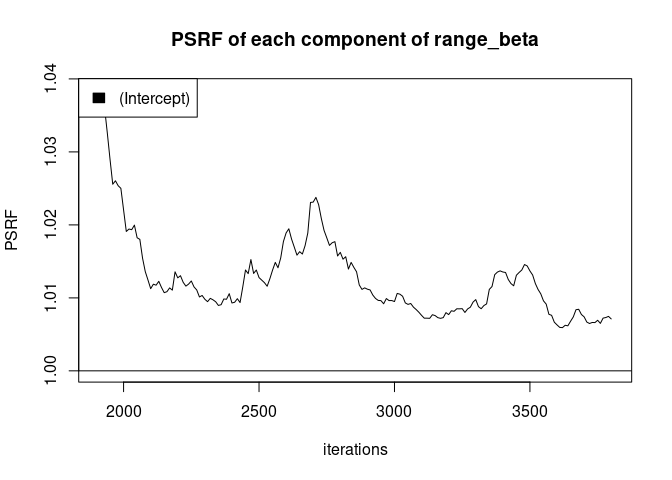 PSRF of each component of range_beta
(Intercept)
PSRF
1.04
1.03
1.02
1.01
1.00
2000 2500 3000 3500
iterations